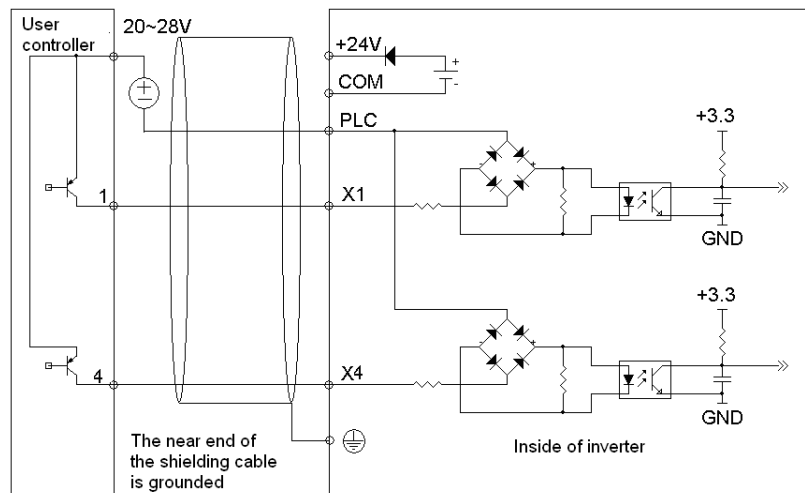 User
controller
20~28V
+
−
+24V
+
-
COM
PLC
+3.3
-
+
1
X1
GND
+3.3
-
+
4
X4
GND
The near end of
the shielding cable
is grounded
Inside of inverter